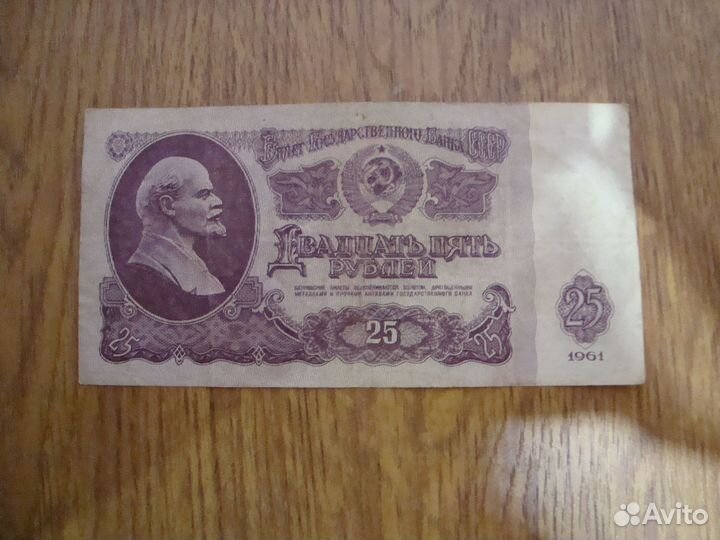 Билет Государственного Банка СССР
Двадцать пять
рублей
Банковские билеты обеспечиваются золотом, драгоценными
металлами и прочими активами Государственного банка
25
25
25
25
1961
Avito